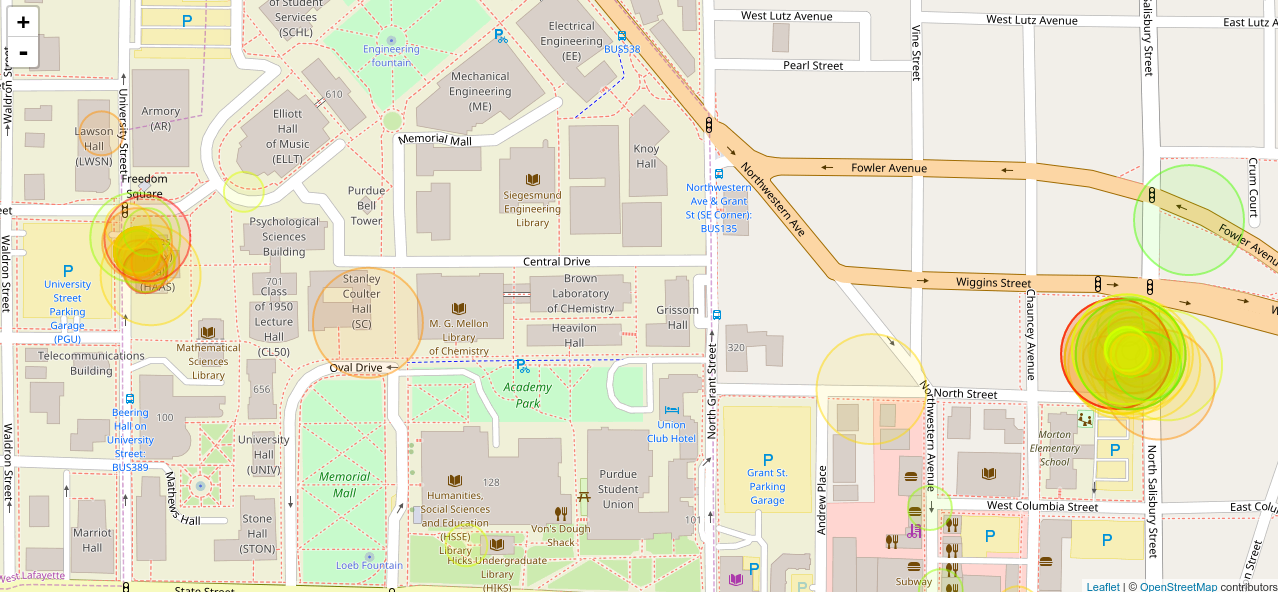 +
-
of Student
Services
(SCHL)
P
Engineering
fountain
Electrical
Engineering
(EE)
BUS538
West Lutz Avenue
West Lutz Avenue
East Lutz A
Pearl Street
Vine Street
Salisbury Street
Waldron Street
University Street
Armory
(AR)
610
Elliott
Hall
of Music
(ELLT)
Mechanical
Engineering
(ME)
Memorial Mall
Knoy
Hall
Lawson
Hall
(LWSN)
Freedom
Square
Siegesmund
Engineering
Library
Purdue
Bell
Tower
Northwestern
Ave & Grant
St (SE Corner):
BUS135
Northwestern Ave
Fowler Avenue
Crum Court
Fowler Avenu
eet
Psychological
Sciences
Building
(HAAS)
Central Drive
Wiggins Street
Waldron Street
P
University
Street
Parking
Garage
(PGU)
701
Class
of 1950
Lecture
Hall
(CL50)
Stanley
Coulter
Hall
(SC)
M. G. Mellon
Library
of Chemistry
Brown
Laboratory
of CHemistry
Heavilon
Hall
Grissom
Hall
320
Chauncey Avenue
Mathematical
Sciences
Library
Telecommunications
Building
Oval Drive
Academy
Park
656
North Grant Street
North Street
Northwestern Avenue
Beering
Hall on
University
Street:
BUS389
100
University
Hall
(UNIV)
Union
Club Hotel
Morton
Elementary
School
P
Waldron Street
Mathews Hall
Memorial
Mall
128
Humanities,
Social Sciences
and Education
(HSSE)
Library
Purdue
Student
Union
P
Grant St.
Parking
Garage
Andrew Place
North Salisbury Street
Marriot
Hall
Stone
Hall
(STON)
Von's Dough
Shack
101
West Columbia Street
East Colu
P
P
Loeb Fountain
Hicks Undergraduate
Library
(HIKS)
P
P
Subway
West Lafayette
State Street
Leaflet | © OpenStreetMap contributors